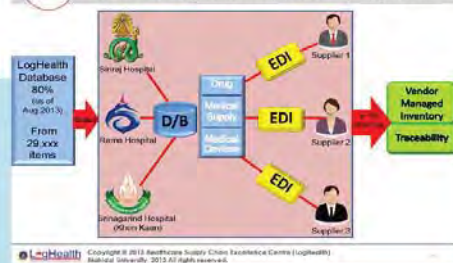 LogHealth
Database
80%
(as of
Aug 2013)
From
29,xxx
items
Siriraj Hospital
Rama Hospital
Srinagarind Hospital
(Khon Kaen)
D/B
Drug
Medical
Supply
Medical
Devices
EDI
EDI
EDI
Supplier 1
Supplier 2
Supplier 3
Vendor
Managed
Inventory
Traceability
LogHealth
Copyright © 2013 Healthcare Supply Chain Excellence Centre (LogHealth)
Mahidol University 2013 All rights reserved.